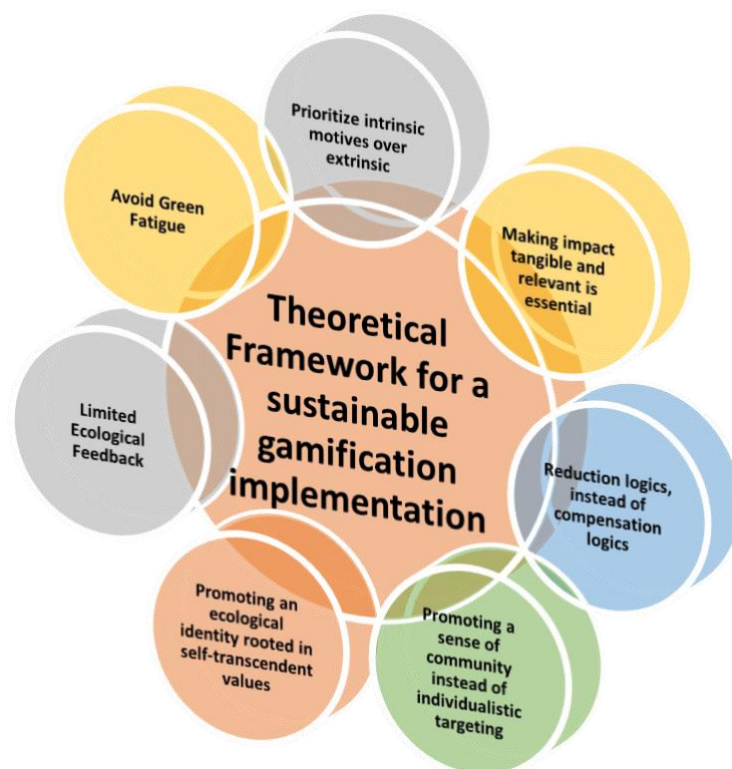 Prioritize intrinsic
motives over
extrinsic
Making impact
tangible and
relevant is
essential
Reduction logics,
instead of
compensation
logics
Promoting a
sense of
community
instead of
individualistic
targeting
Promoting an
ecological
identity rooted in
self-transcendent
values
Limited
Ecological
Feedback
Avoid Green
Fatigue
Theoretical
Framework for a
sustainable
gamification
implementation